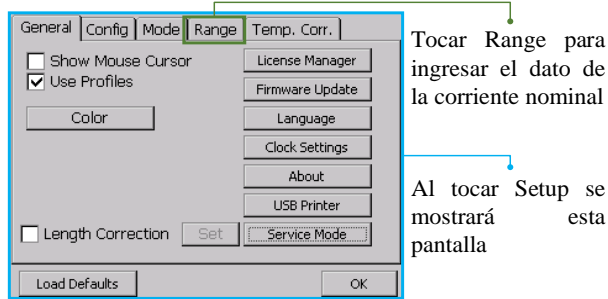 General Config Mode Range Temp. Corr.
Show Mouse Cursor
Use Profiles
Color
Length Correction Set
License Manager
Firmware Update
Language
Clock Settings
About
USB Printer
Service Mode
Load Defaults OK
Tocar Range para
ingresar el dato de
la corriente nominal
Al tocar Setup se
mostrará esta
pantalla